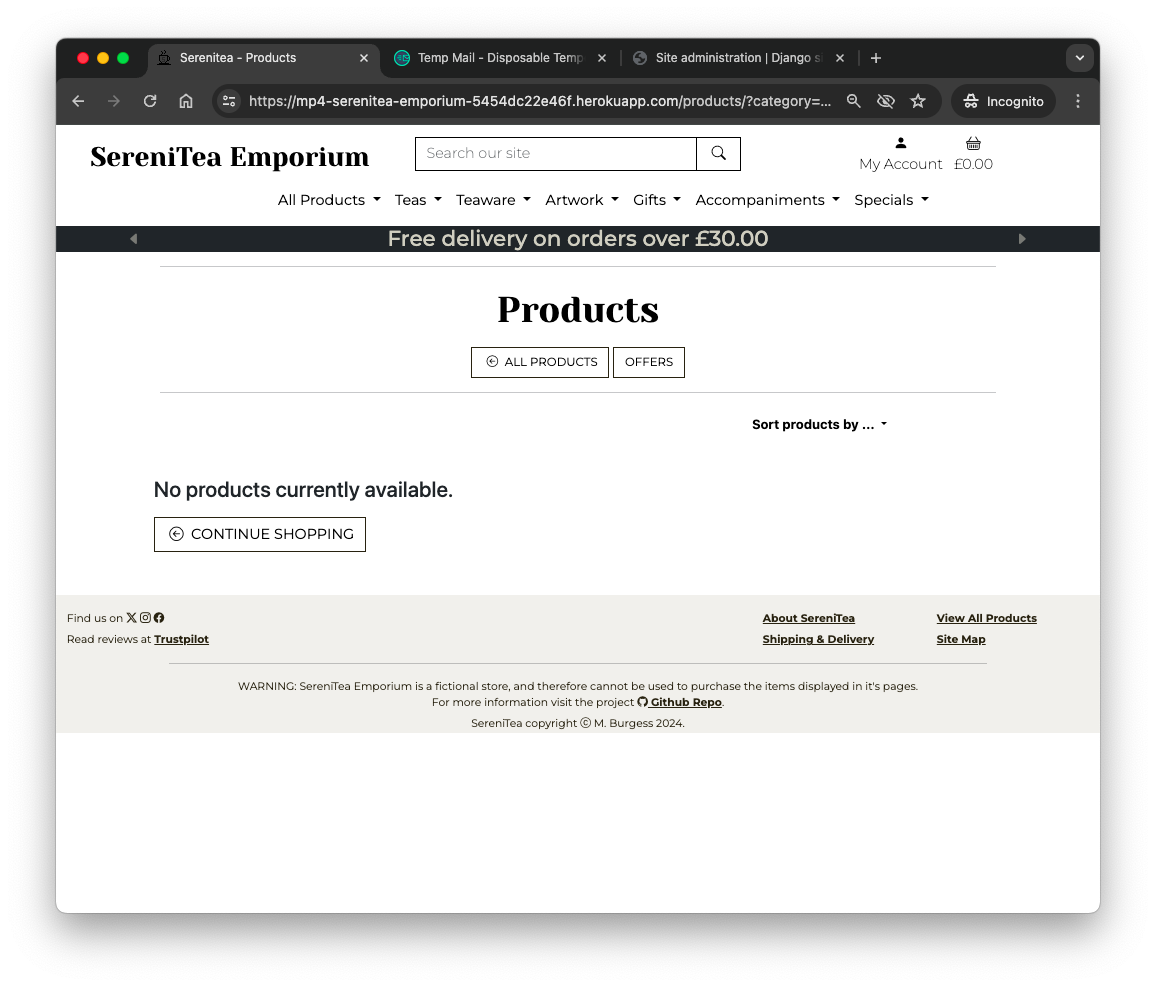 Serenitea - Products
Temp Mail - Disposable Temp
Site administration | Django si
https://mp4-serenitea-emporium-5454dc22e46f.herokuapp.com/products/?category=...
Incognito
SereniTea Emporium
Search our site
My Account
£0.00
All Products
Teas
Teaware
Artwork
Gifts
Accompaniments
Specials
Free delivery on orders over £30.00
Products
ALL PRODUCTS
OFFERS
Sort products by ...
No products currently available.
CONTINUE SHOPPING
Find us on
Read reviews at Trustpilot
About SereniTea
Shipping & Delivery
View All Products
Site Map
WARNING: SereniTea Emporium is a fictional store, and therefore cannot be used to purchase the items displayed in it's pages.
For more information visit the project Github Repo.
SereniTea copyright © M. Burgess 2024.